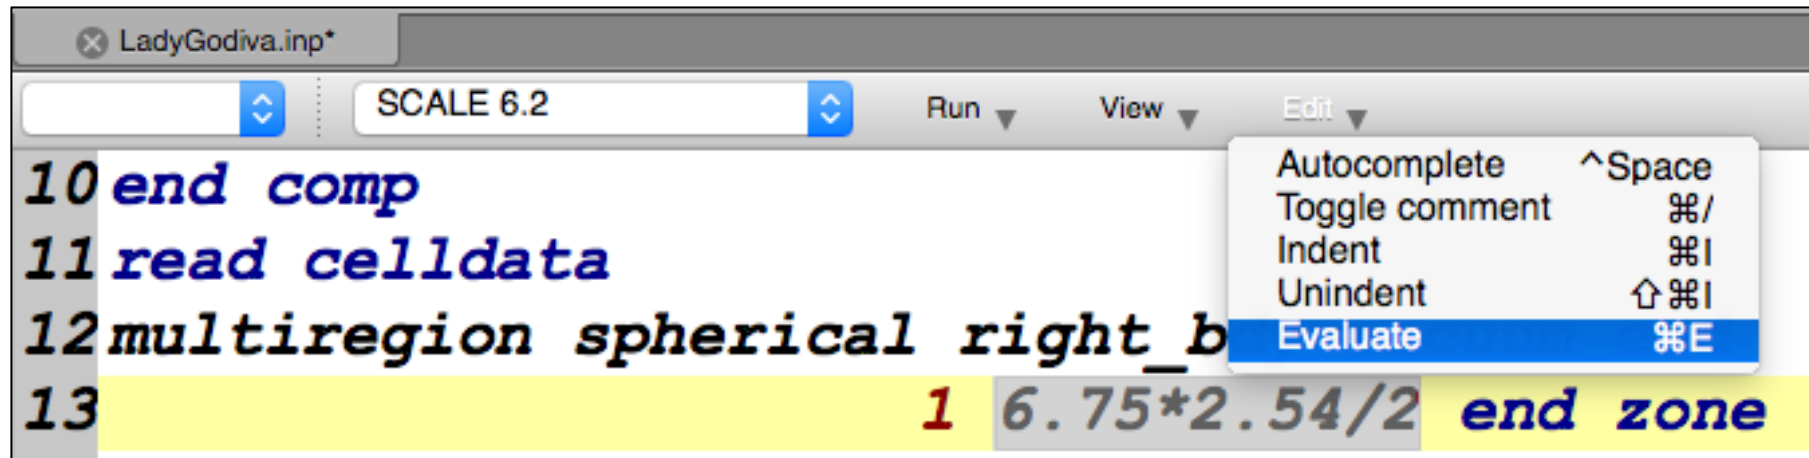 LadyGodiva.inp*
SCALE 6.2 Run View Edit
Autocomplete ^Space
Toggle comment ⌘/
Indent ⌘I
Unindent ⇧⌘I
Evaluate ⌘E
10 end comp
11 read celldata
12 multiregion spherical right_b
13 1 6.75*2.54/2 end zone